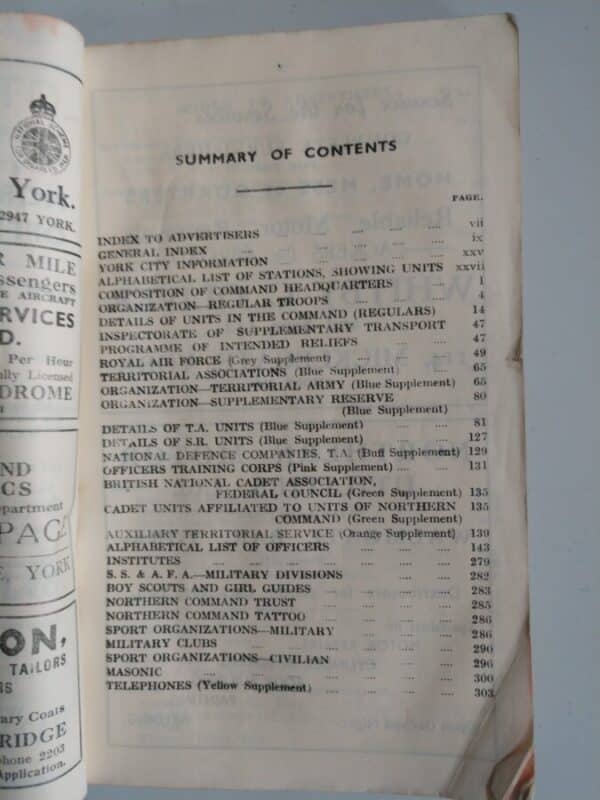 York.
2947 YORK.
MILE
ssengers
E AIRCRAFT
RVICES
D.
Per Hour
ally Licensed
DROME
ND
CS
epartment
PAGE
E, YORK
ON,
TAILORS
GS
ary Coats
RIDGE
phone 2203
Application.
SUMMARY OF CONTENTS
PAGE.
INDEX TO ADVERTISERS .... .... .... vii
GENERAL INDEX .... .... .... .... ix
YORK CITY INFORMATION .... .... .... xxv
ALPHABETICAL LIST OF STATIONS, SHOWING UNITS xxvii
COMPOSITION OF COMMAND HEADQUARTERS .... 1
ORGANIZATION—REGULAR TROOPS .... .... 4
DETAILS OF UNITS IN THE COMMAND (REGULARS) 14
INSPECTORATE OF SUPPLEMENTARY TRANSPORT 47
PROGRAMME OF INTENDED RELIEFS .... .... 47
ROYAL AIR FORCE (Grey Supplement) .... .... 49
TERRITORIAL ASSOCIATIONS (Blue Supplement) 65
ORGANIZATION—TERRITORIAL ARMY (Blue Supplement) 65
ORGANIZATION—SUPPLEMENTARY RESERVE 80
(Blue Supplement)
DETAILS OF T.A. UNITS (Blue Supplement) .... 81
DETAILS OF S.R. UNITS (Blue Supplement) .... 127
NATIONAL DEFENCE COMPANIES, T.A. (Buff Supplement) 129
OFFICERS TRAINING CORPS (Pink Supplement) .... .... 131
BRITISH NATIONAL CADET ASSOCIATION,
FEDERAL COUNCIL (Green Supplement) 135
CADET UNITS AFFILIATED TO UNITS OF NORTHERN 135
COMMAND (Green Supplement)
AUXILIARY TERRITORIAL SERVICE (Orange Supplement) 139
ALPHABETICAL LIST OF OFFICERS .... .... 143
INSTITUTES .... .... .... .... .... 279
S. S. & A. F. A.—MILITARY DIVISIONS .... .... 282
BOY SCOUTS AND GIRL GUIDES .... .... .... 283
NORTHERN COMMAND TRUST .... .... .... 285
NORTHERN COMMAND TATTOO .... .... .... 286
SPORT ORGANIZATIONS—MILITARY .... .... 286
MILITARY CLUBS .... .... .... .... 290
SPORT ORGANIZATIONS—CIVILIAN .... .... 296
MASONIC .... .... .... .... .... 300
TELEPHONES (Yellow Supplement) .... .... .... 303